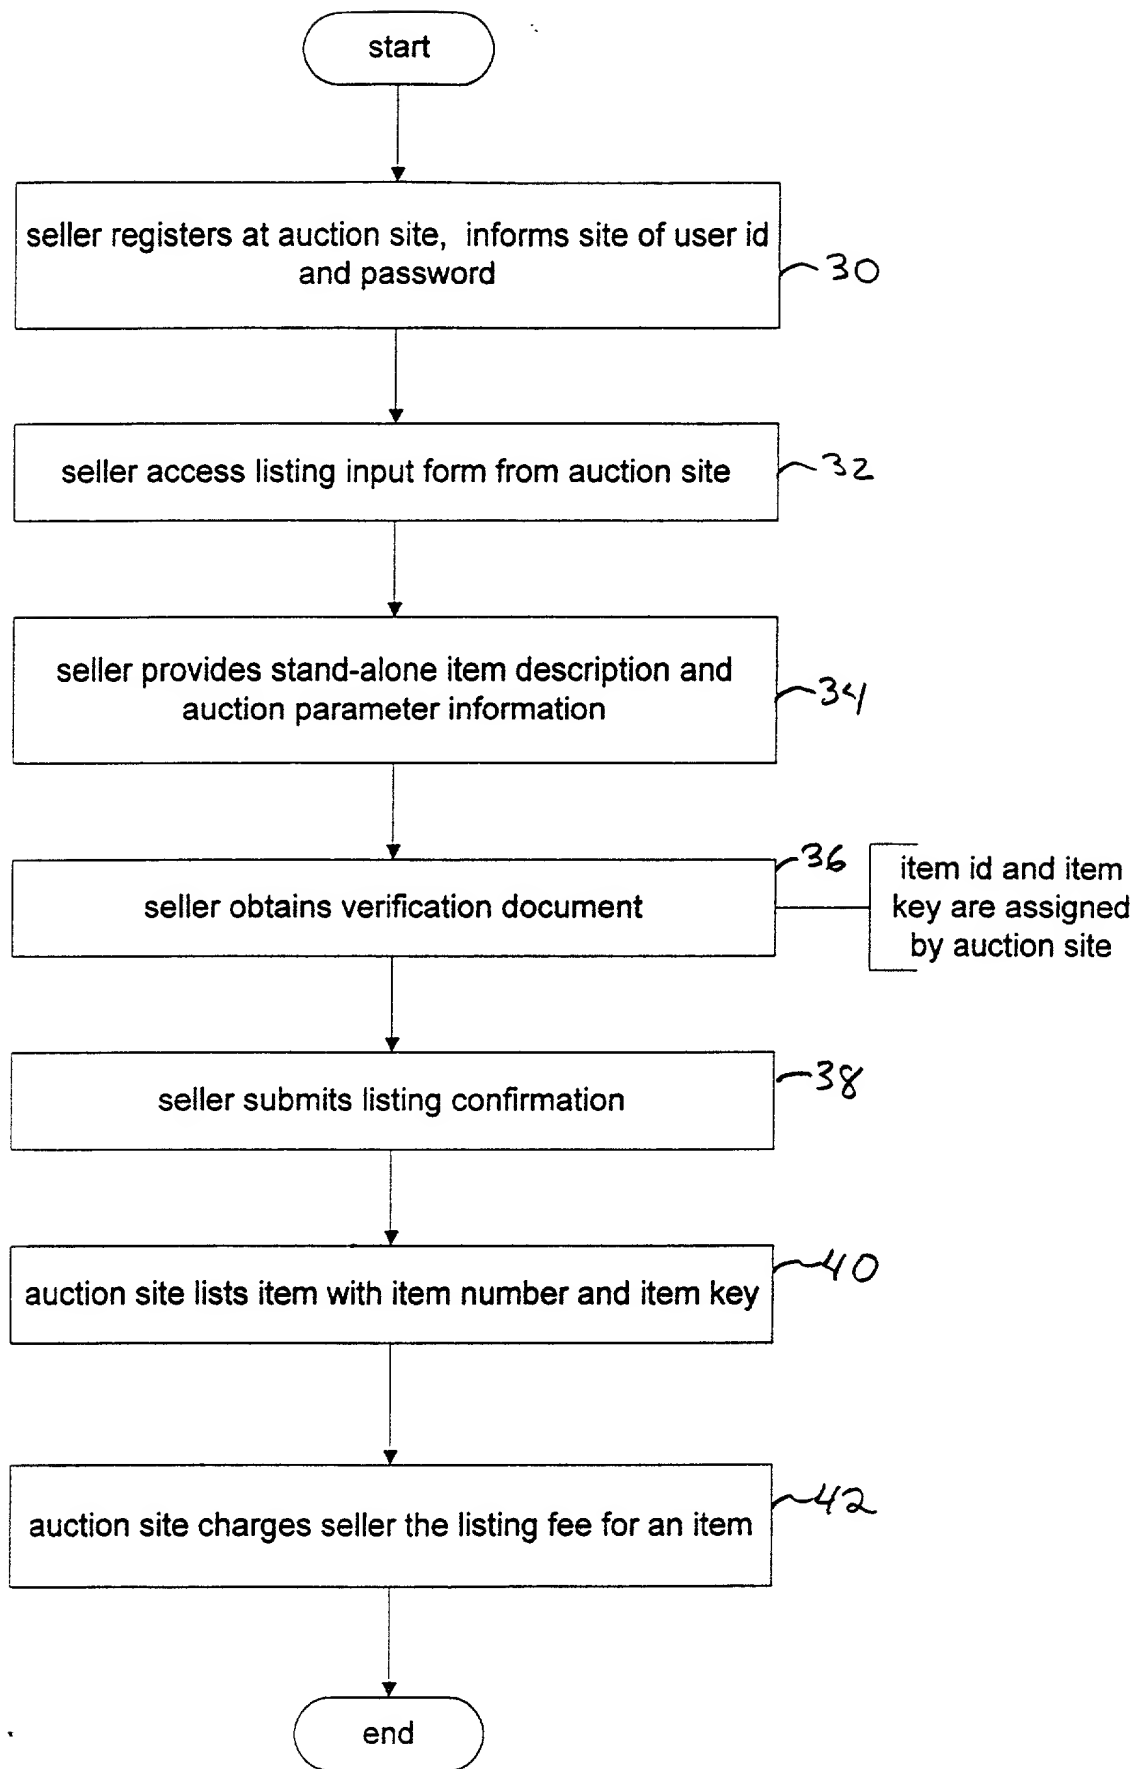 start
seller registers at auction site, informs site of user id
and password
30
seller access listing input form from auction site
32
seller provides stand-alone item description and
auction parameter information
34
seller obtains verification document
36
item id and item
key are assigned
by auction site
seller submits listing confirmation
38
auction site lists item with item number and item key
40
auction site charges seller the listing fee for an item
42
end